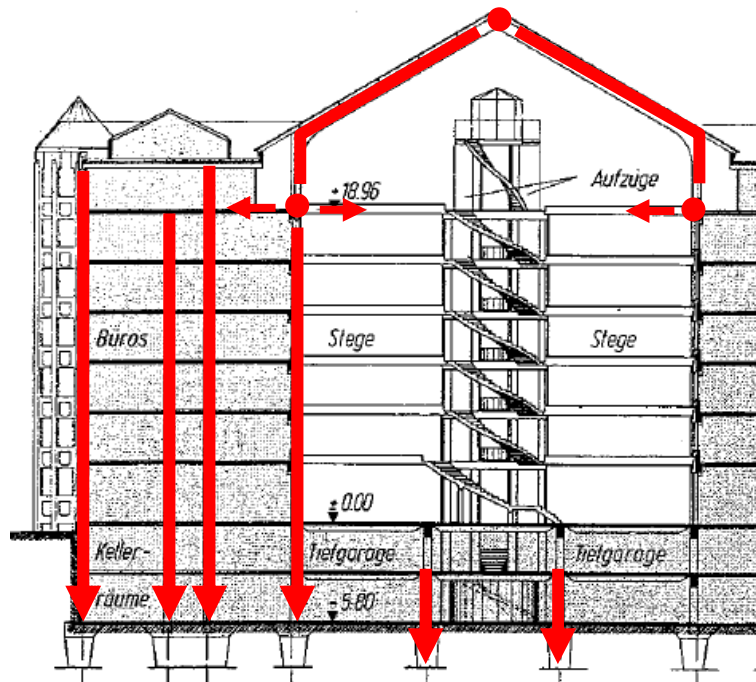 ± 18.96
Aufzüge
Büros
Stege
Stege
± 0.00
Keller-
räume
Tiefgarage
Tiefgarage
± 5.80